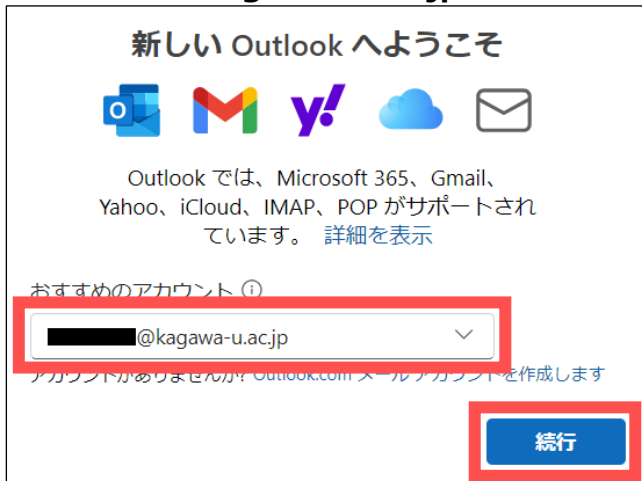 新しい Outlook へようこそ
Outlook では、Microsoft 365、Gmail、
Yahoo、iCloud、IMAP、POP がサポートされ
ています。 詳細を表示
おすすめのアカウント
@kagawa-u.ac.jp
アカウントがありませんか? Outlook.com メール アカウントを作成します
続行